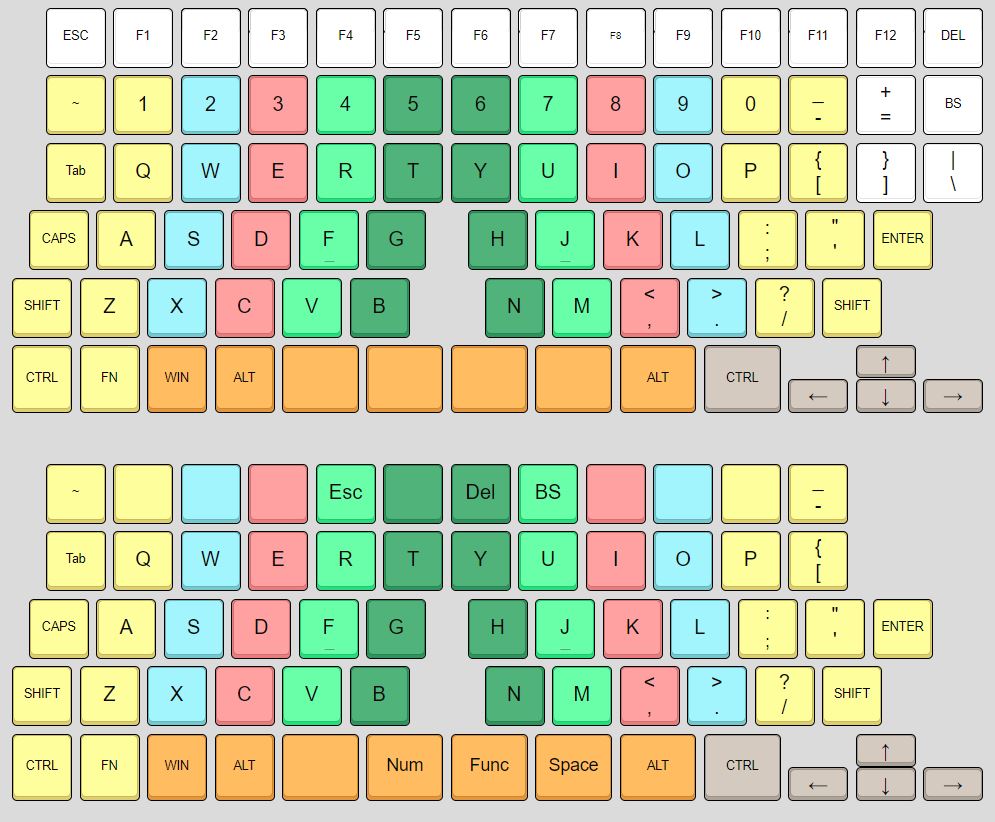 ESC F1 F2 F3 F4 F5 F6 F7 F8 F9 F10 F11 F12 DEL
~ 1 2 3 4 5 6 7 8 9 0 _ - + = BS
Tab Q W E R T Y U I O P { [ } ] | \
CAPS A S D F _ G H J _ K L : ; " ' ENTER
SHIFT Z X C V B N M < , > . ? / SHIFT
CTRL FN WIN ALT ALT CTRL ← ↑ ↓ →
~ Esc Del BS _ -
Tab Q W E R T Y U I O P { [
CAPS A S D F _ G H J _ K L : ; " ' ENTER
SHIFT Z X C V B N M < , > . ? / SHIFT
CTRL FN WIN ALT Num Func Space ALT CTRL ← ↑ ↓ →